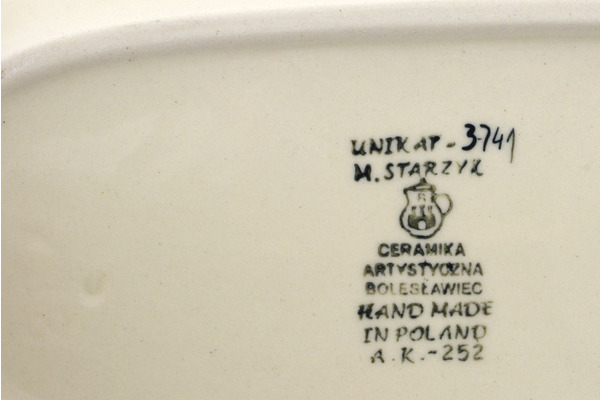 UNIKAT - 3741
M. STARZYK
B
CERAMIKA
ARTYSTYCZNA
BOLESŁAWIEC
HAND MADE
IN POLAND
A.K.-252